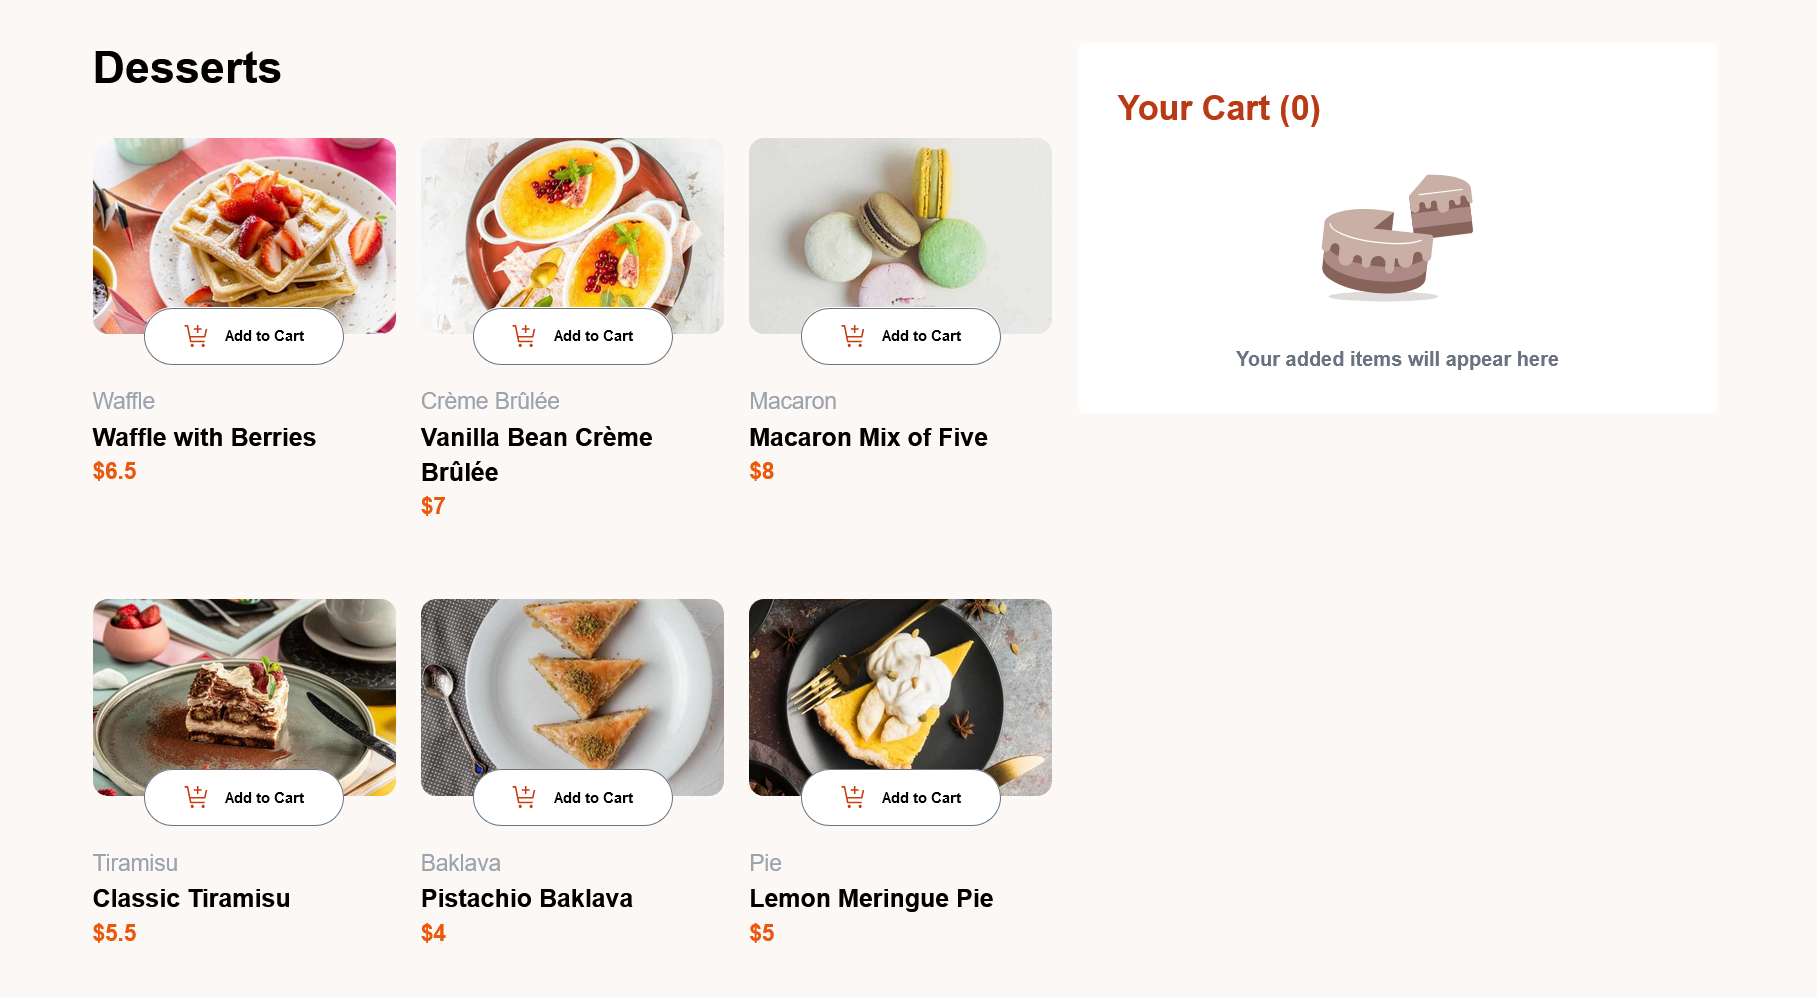 Desserts
Your Cart (0)
Your added items will appear here
Add to Cart
Waffle
Waffle with Berries
$6.5
Add to Cart
Crème Brûlée
Vanilla Bean Crème
Brûlée
$7
Add to Cart
Macaron
Macaron Mix of Five
$8
Add to Cart
Tiramisu
Classic Tiramisu
$5.5
Add to Cart
Baklava
Pistachio Baklava
$4
Add to Cart
Pie
Lemon Meringue Pie
$5